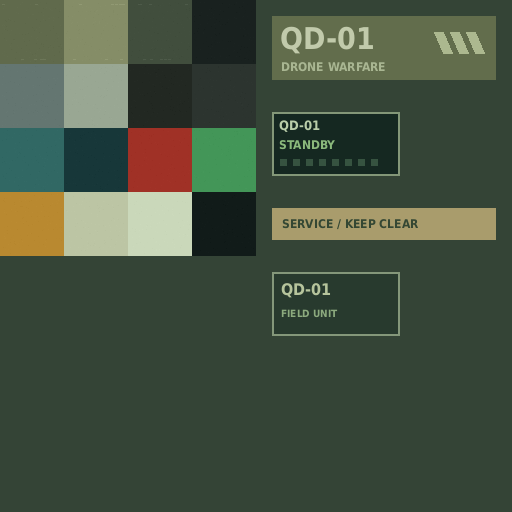 QD-01
DRONE WARFARE
QD-01
STANDBY
SERVICE / KEEP CLEAR
QD-01
FIELD UNIT